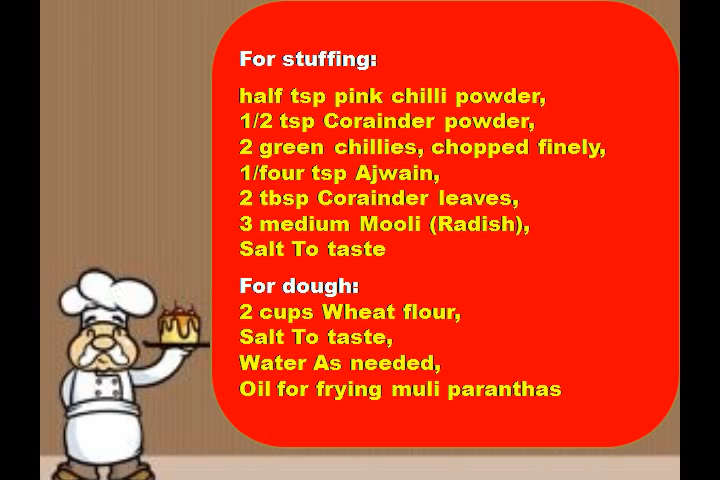 For stuffing:
half tsp pink chilli powder,
1/2 tsp Corainder powder,
2 green chillies, chopped finely,
1/four tsp Ajwain,
2 tbsp Corainder leaves,
3 medium Mooli (Radish),
Salt To taste
For dough:
2 cups Wheat flour,
Salt To taste,
Water As needed,
Oil for frying muli paranthas